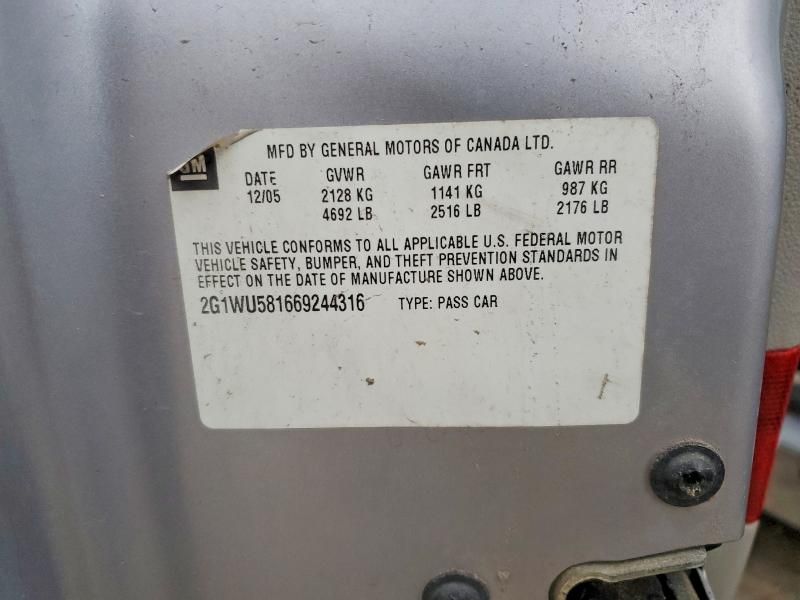 MFD BY GENERAL MOTORS OF CANADA LTD.
GM
DATE GVWR GAWR FRT GAWR RR
12/05 2128 KG 1141 KG 987 KG
4692 LB 2516 LB 2176 LB
THIS VEHICLE CONFORMS TO ALL APPLICABLE U.S. FEDERAL MOTOR
VEHICLE SAFETY, BUMPER, AND THEFT PREVENTION STANDARDS IN
EFFECT ON THE DATE OF MANUFACTURE SHOWN ABOVE.
2G1WU581669244316 TYPE: PASS CAR